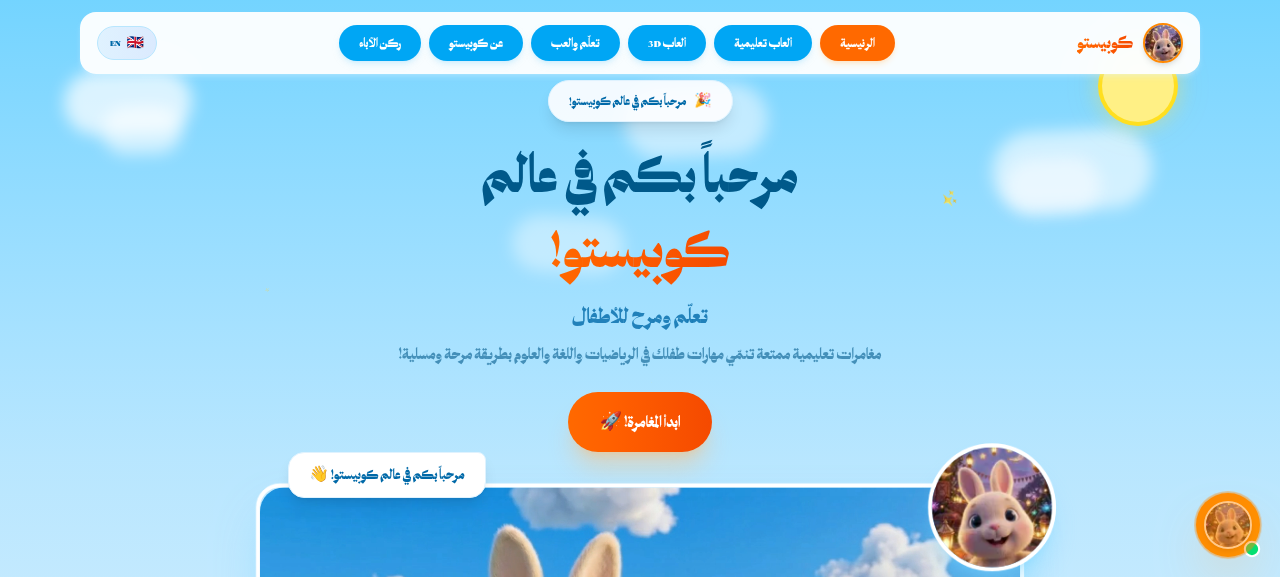 كوبيستو
الرئيسية
ألعاب تعليمية
ألعاب 3D
تعلّم والعب
عن كوبيستو
ركن الآباء
EN
مرحباً بكم في عالم كوبيستو!
مرحباً بكم في عالم
كوبيستو!
تعلّم ومرح للأطفال
مغامرات تعليمية ممتعة تنمّي مهارات طفلك في الرياضيات واللغة والعلوم بطريقة مرحة ومسلية!
ابدأ المغامرة! 🚀
مرحباً بكم في عالم كوبيستو! 👋